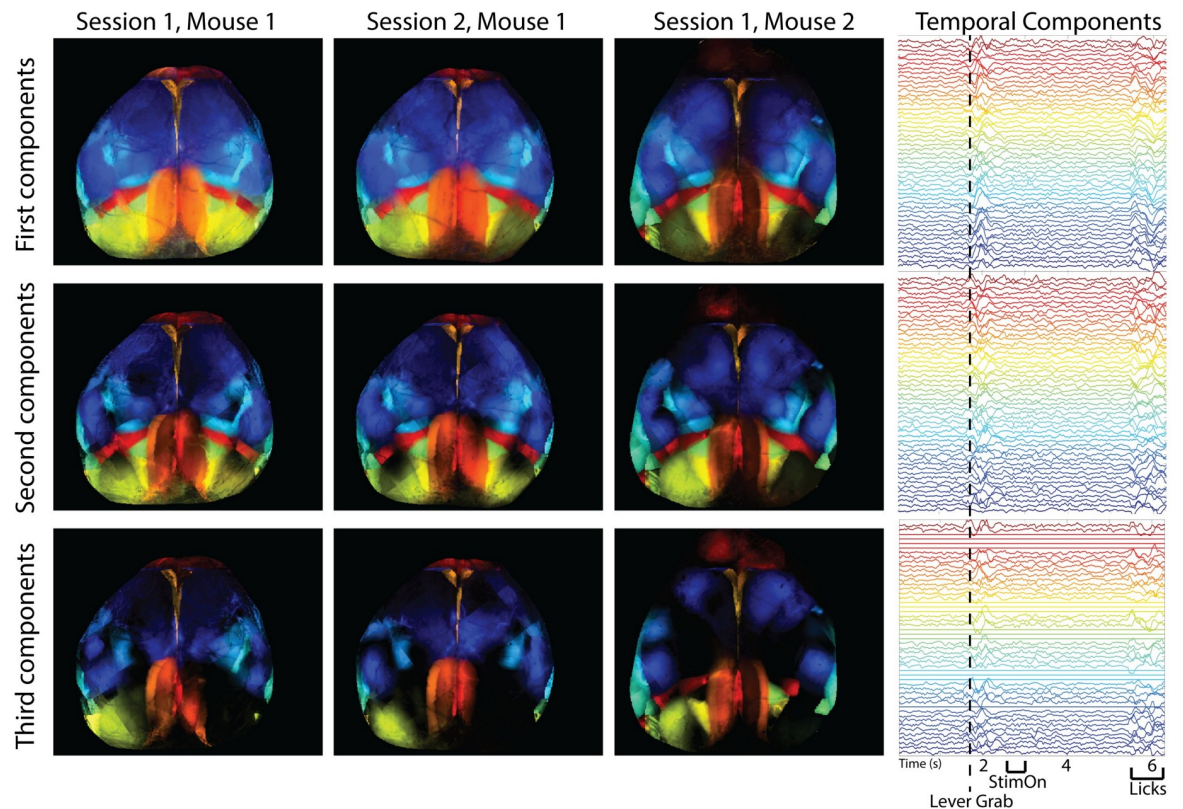 Session 1, Mouse 1
Session 2, Mouse 1
Session 1, Mouse 2
Temporal Components
First components
Second components
Third components
Time (s)
2
4
6
StimOn
Licks
Lever Grab